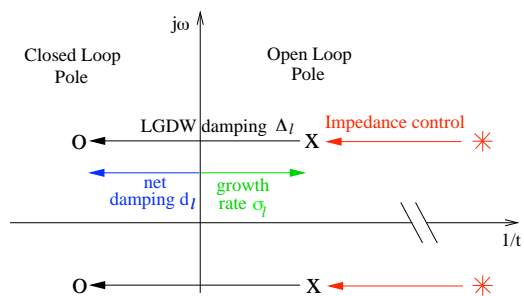 jω
Closed Loop
Pole
Open Loop
Pole
LGDW damping Δl
Impedance control
O
X
net
damping dl
growth
rate σl
1/t
O
X